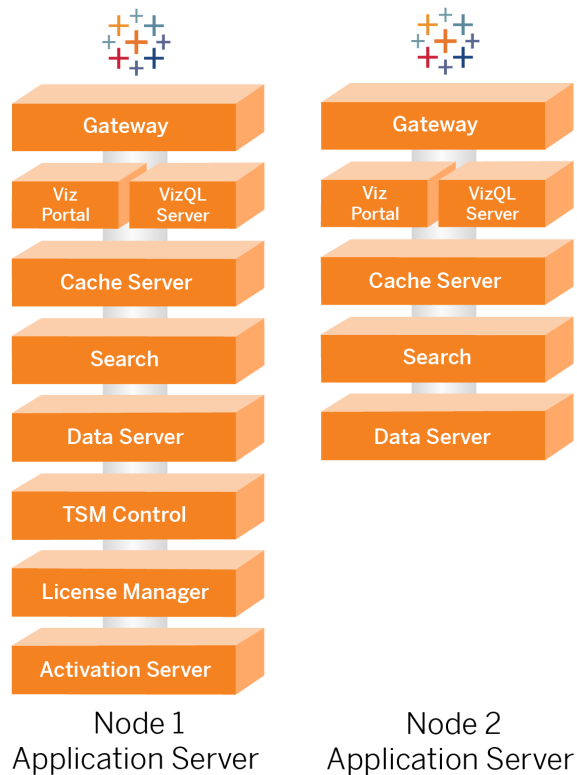 Gateway
Viz
Portal
VizQL
Server
Cache Server
Search
Data Server
TSM Control
License Manager
Activation Server
Node 1
Application Server
Gateway
Viz
Portal
VizQL
Server
Cache Server
Search
Data Server
Node 2
Application Server